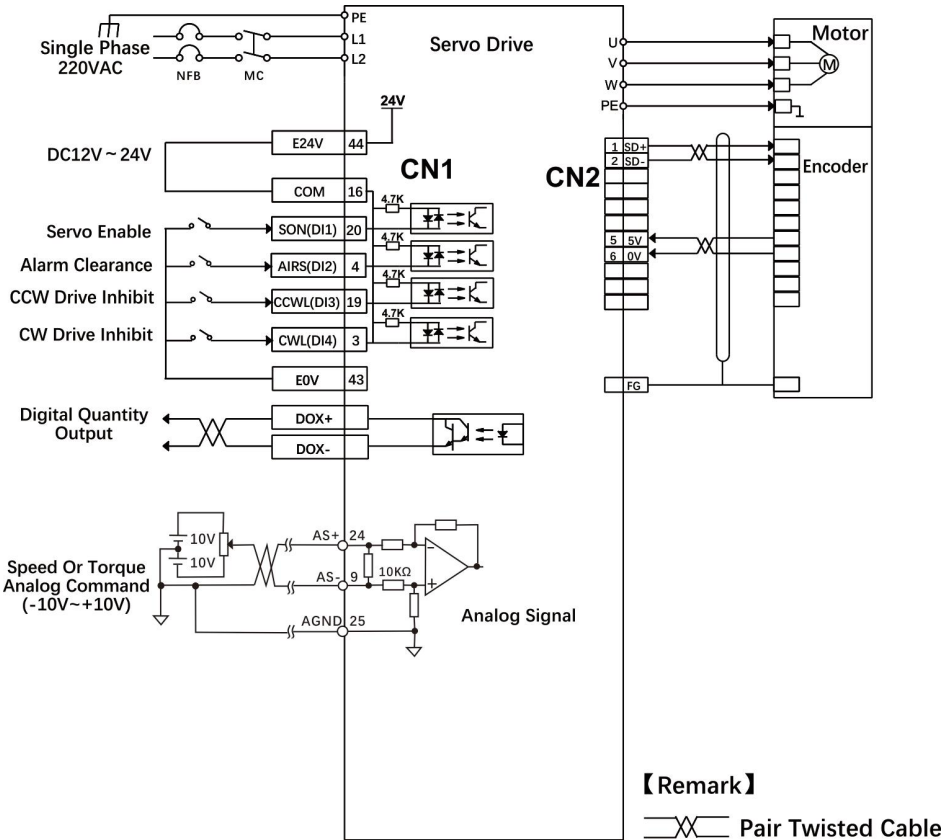 PE
Single Phase
220VAC
L1
L2
NFB
MC
Servo Drive
U
V
W
PE
Motor
M
24V
DC12V ~ 24V
E24V 44
COM 16
CN1
4.7K
Servo Enable
SON(DI1) 20
4.7K
Alarm Clearance
AIRS(DI2) 4
4.7K
CCW Drive Inhibit
CCWL(DI3) 19
4.7K
CW Drive Inhibit
CWL(DI4) 3
E0V 43
CN2
1 SD+
2 SD-
5 5V
6 0V
FG
Encoder
Digital Quantity
Output
DOX+
DOX-
Speed Or Torque
Analog Command
(-10V~+10V)
10V
10V
AS+ 24
AS- 9
10KΩ
AGND 25
−
+
Analog Signal
【Remark】
Pair Twisted Cable